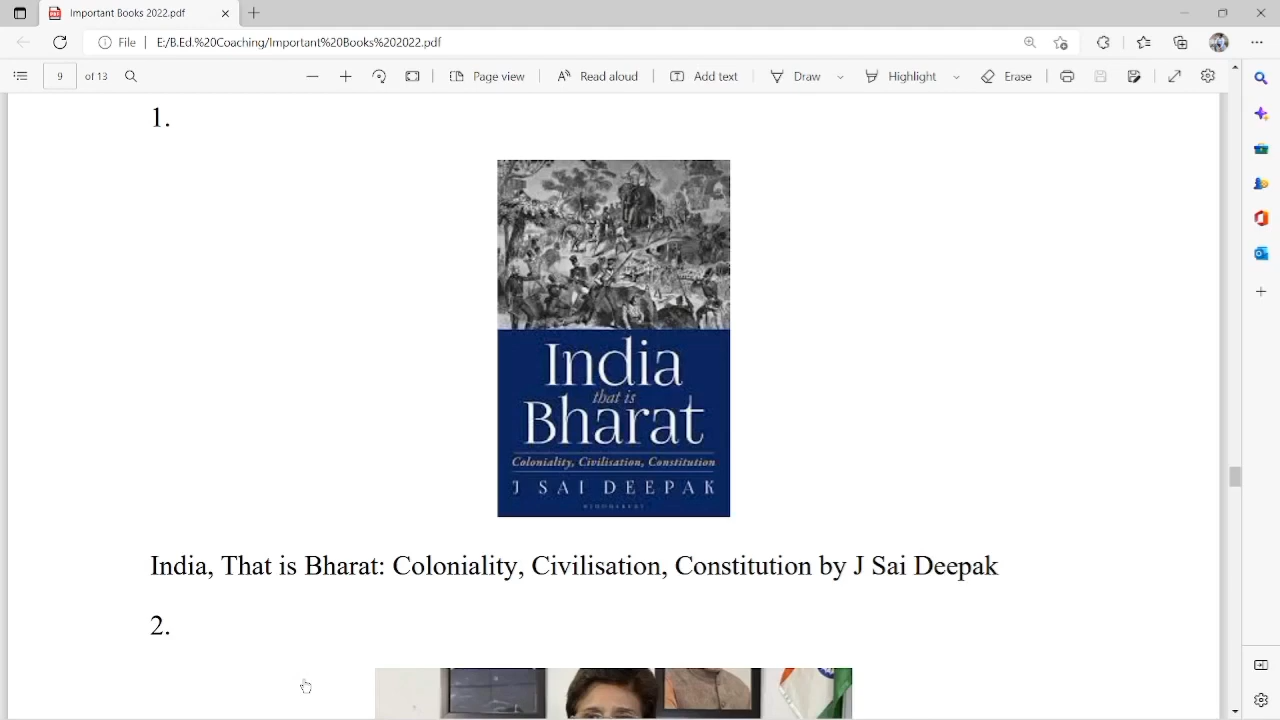 Important Books 2022.pdf
File E:/B.Ed.%20Coaching/Important%20Books%202022.pdf
9 of 13 Page view Read aloud Add text Draw Highlight Erase
1.
India
that is
Bharat
Coloniality, Civilisation, Constitution
J SAI DEEPAK
BLOOMSBURY
India, That is Bharat: Coloniality, Civilisation, Constitution by J Sai Deepak
2.